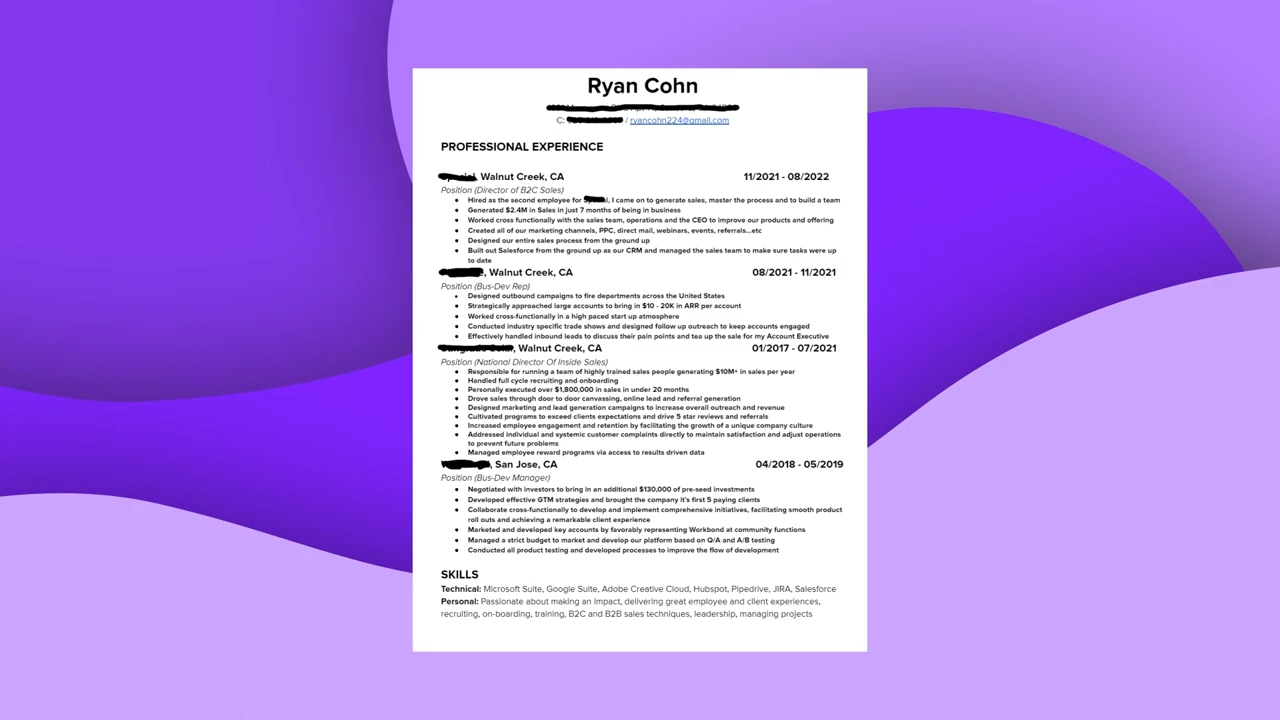 Ryan Cohn
C: / ryancohn224@gmail.com
PROFESSIONAL EXPERIENCE
, Walnut Creek, CA 11/2021 - 08/2022
Position (Director of B2C Sales)
● Hired as the second employee for , I came on to generate sales, master the process and to build a team
● Generated $2.4M in Sales in just 7 months of being in business
● Worked cross functionally with the sales team, operations and the CEO to improve our products and offering
● Created all of our marketing channels, PPC, direct mail, webinars, events, referrals...etc
● Designed our entire sales process from the ground up
● Built out Salesforce from the ground up as our CRM and managed the sales team to make sure tasks were up
to date
, Walnut Creek, CA 08/2021 - 11/2021
Position (Bus-Dev Rep)
● Designed outbound campaigns to fire departments across the United States
● Strategically approached large accounts to bring in $10 - 20K in ARR per account
● Worked cross-functionally in a high paced start up atmosphere
● Conducted industry specific trade shows and designed follow up outreach to keep accounts engaged
● Effectively handled inbound leads to discuss their pain points and tea up the sale for my Account Executive
, Walnut Creek, CA 01/2017 - 07/2021
Position (National Director Of Inside Sales)
● Responsible for running a team of highly trained sales people generating $10M+ in sales per year
● Handled full cycle recruiting and onboarding
● Personally executed over $1,800,000 in sales in under 20 months
● Drove sales through door to door canvassing, online lead and referral generation
● Designed marketing and lead generation campaigns to increase overall outreach and revenue
● Cultivated programs to exceed clients expectations and drive 5 star reviews and referrals
● Increased employee engagement and retention by facilitating the growth of a unique company culture
● Addressed individual and systemic customer complaints directly to maintain satisfaction and adjust operations
to prevent future problems
● Managed employee reward programs via access to results driven data
, San Jose, CA 04/2018 - 05/2019
Position (Bus-Dev Manager)
● Negotiated with investors to bring in an additional $130,000 of pre-seed investments
● Developed effective GTM strategies and brought the company it's first 5 paying clients
● Collaborate cross-functionally to develop and implement comprehensive initiatives, facilitating smooth product
roll outs and achieving a remarkable client experience
● Marketed and developed key accounts by favorably representing Workbond at community functions
● Managed a strict budget to market and develop our platform based on Q/A and A/B testing
● Conducted all product testing and developed processes to improve the flow of development
SKILLS
Technical: Microsoft Suite, Google Suite, Adobe Creative Cloud, Hubspot, Pipedrive, JIRA, Salesforce
Personal: Passionate about making an impact, delivering great employee and client experiences,
recruiting, on-boarding, training, B2C and B2B sales techniques, leadership, managing projects